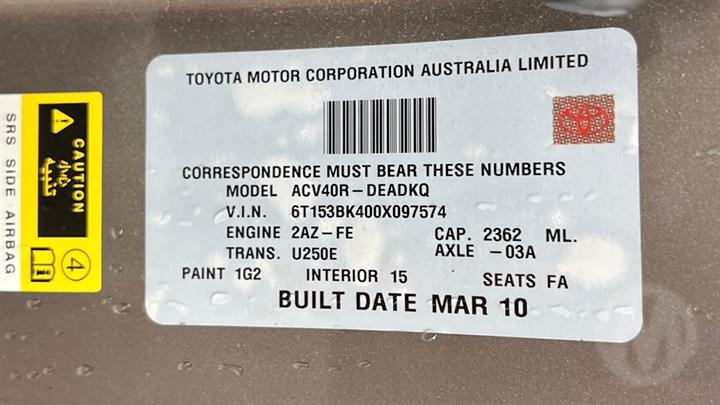 TOYOTA MOTOR CORPORATION AUSTRALIA LIMITED
CORRESPONDENCE MUST BEAR THESE NUMBERS
MODEL ACV40R-DEADKQ
V.I.N. 6T153BK400X097574
ENGINE 2AZ-FE CAP. 2362 ML.
TRANS. U250E AXLE -03A
PAINT 1G2 INTERIOR 15 SEATS FA
BUILT DATE MAR 10
CAUTION
تنبيه
SRS SIDE AIRBAG
4